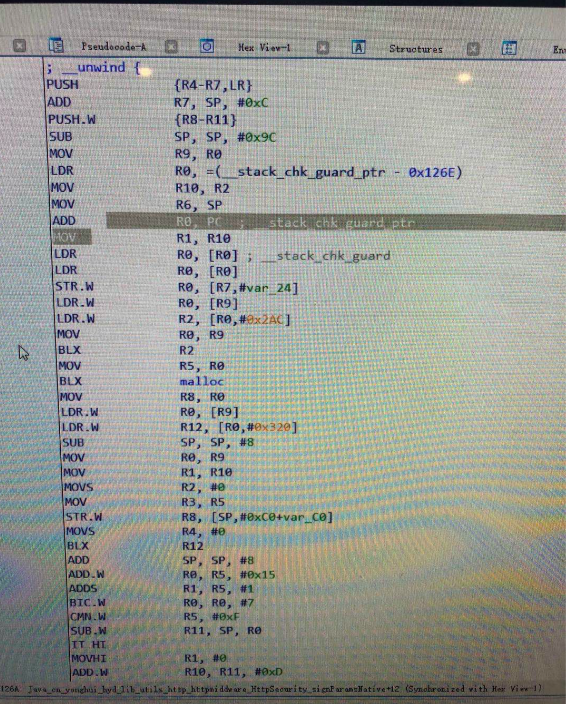 Pseudocode-A Hex View-1 Structures
; __unwind {
PUSH {R4-R7,LR}
ADD R7, SP, #0xC
PUSH.W {R8-R11}
SUB SP, SP, #0x9C
MOV R9, R0
LDR R0, =(__stack_chk_guard_ptr - 0x126E)
MOV R10, R2
MOV R6, SP
ADD R0, PC ; __stack_chk_guard_ptr
MOV R1, R10
LDR R0, [R0] ; __stack_chk_guard
LDR R0, [R0]
STR.W R0, [R7,#var_24]
LDR.W R0, [R9]
LDR.W R2, [R0,#0x2AC]
MOV R0, R9
BLX R2
MOV R5, R0
BLX malloc
MOV R8, R0
LDR.W R0, [R9]
LDR.W R12, [R0,#0x320]
SUB SP, SP, #8
MOV R0, R9
MOV R1, R10
MOVS R2, #0
MOV R3, R5
STR.W R8, [SP,#0xC0+var_C0]
MOVS R4, #0
BLX R12
ADD SP, SP, #8
ADD.W R0, R5, #0x15
ADDS R1, R5, #1
BIC.W R0, R0, #7
CMN.W R5, #0xF
SUB.W R11, SP, R0
IT HI
MOVHI R1, #0
ADD.W R10, R11, #0xD
126A Java_cn_yonghui_hyd_lib_utils_http_httpmiddware_HttpSecurity_signParamsNative+12 (Synchronized with Hex View-1)